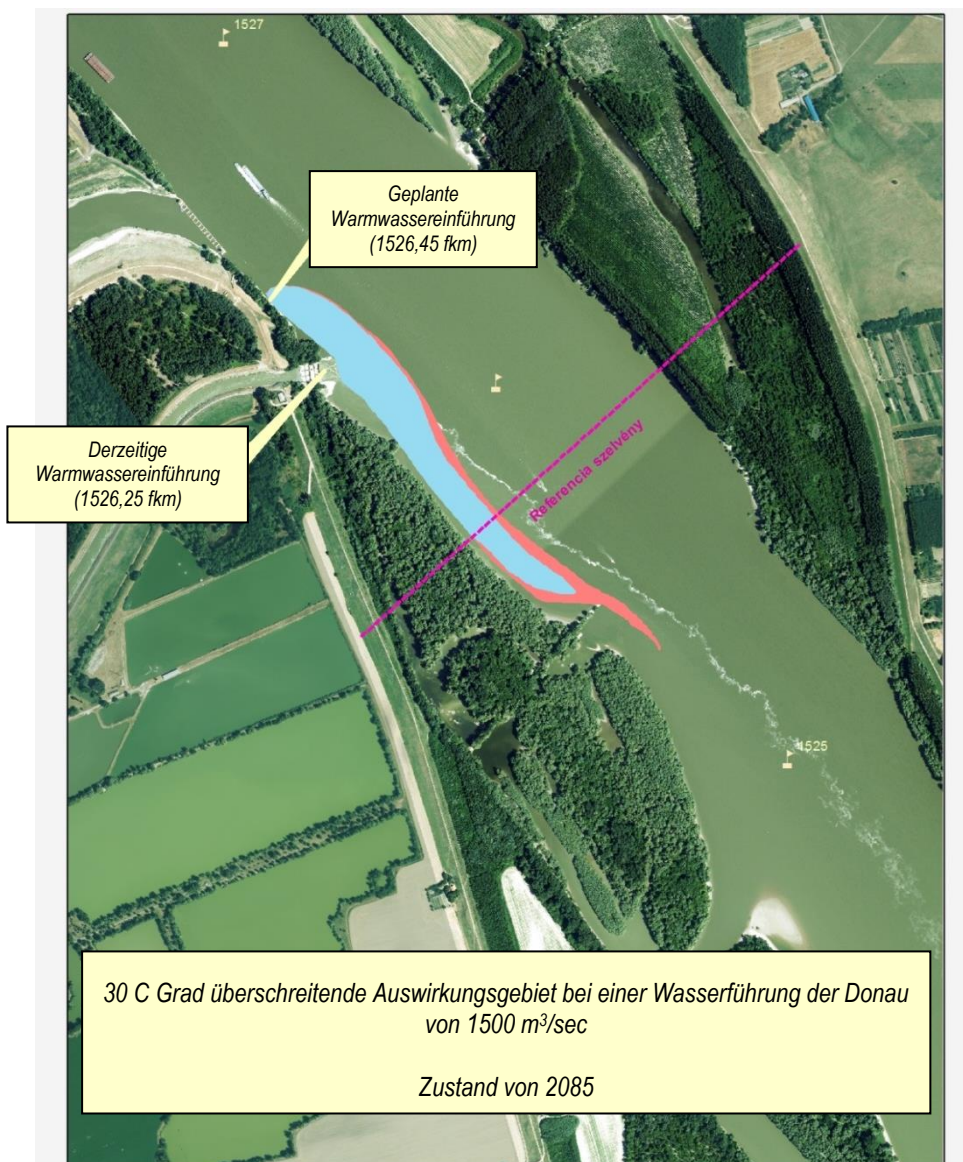 1527
Geplante
Warmwassereinführung
(1526,45 fkm)
Derzeitige
Warmwassereinführung
(1526,25 fkm)
Referencia szelvény
1525
30 C Grad überschreitende Auswirkungsgebiet bei einer Wasserführung der Donau
von 1500 m³/sec
Zustand von 2085